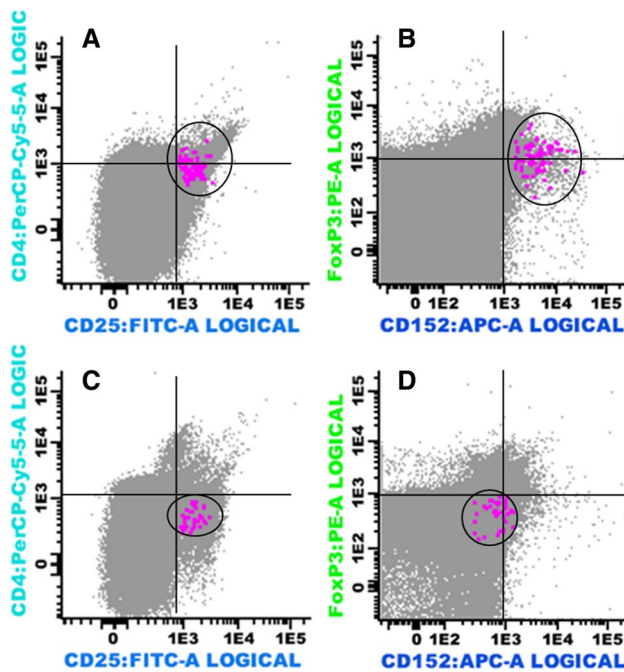 A
CD4:PerCP-Cy5-5-A LOGIC
1E5
1E4
1E3
0
0 1E3 1E4 1E5
CD25:FITC-A LOGICAL
B
FoxP3:PE-A LOGICAL
1E5
1E4
1E3
1E2
0
0 1E2 1E3 1E4 1E5
CD152:APC-A LOGICAL
C
CD4:PerCP-Cy5-5-A LOGIC
1E5
1E4
1E3
0
0 1E3 1E4 1E5
CD25:FITC-A LOGICAL
D
FoxP3:PE-A LOGICAL
1E5
1E4
1E3
1E2
0
0 1E2 1E3 1E4 1E5
CD152:APC-A LOGICAL